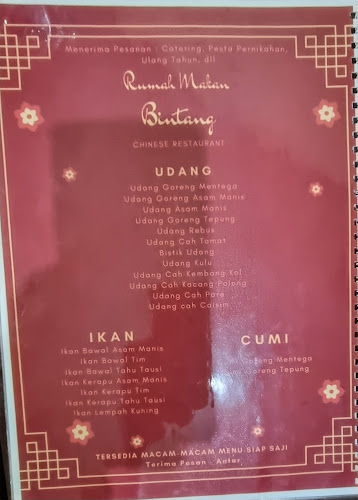 Menerima Pesanan : Catering, Pesta Pernikahan,
Ulang Tahun, dll
Rumah Makan
Bintang
CHINESE RESTAURANT
UDANG
Udang Goreng Mentega
Udang Goreng Asam Manis
Udang Asam Manis
Udang Goreng Tepung
Udang Rebus
Udang Cah Tomat
Bistik Udang
Udang Kulu
Udang Cah Kembang Kol
Udang Cah Kacang Polong
Udang Cah Pare
Udang cah Caisim
IKAN
Ikan Bawal Asam Manis
Ikan Bawal Tim
Ikan Bawal Tahu Tausi
Ikan Kerapu Asam Manis
Ikan Kerapu Tim
Ikan Kerapu Tahu Tausi
Ikan Lempah Kuning
CUMI
Goreng Mentega
Goreng Tepung
TERSEDIA MACAM-MACAM MENU SIAP SAJI
Terima Pesan - Antar